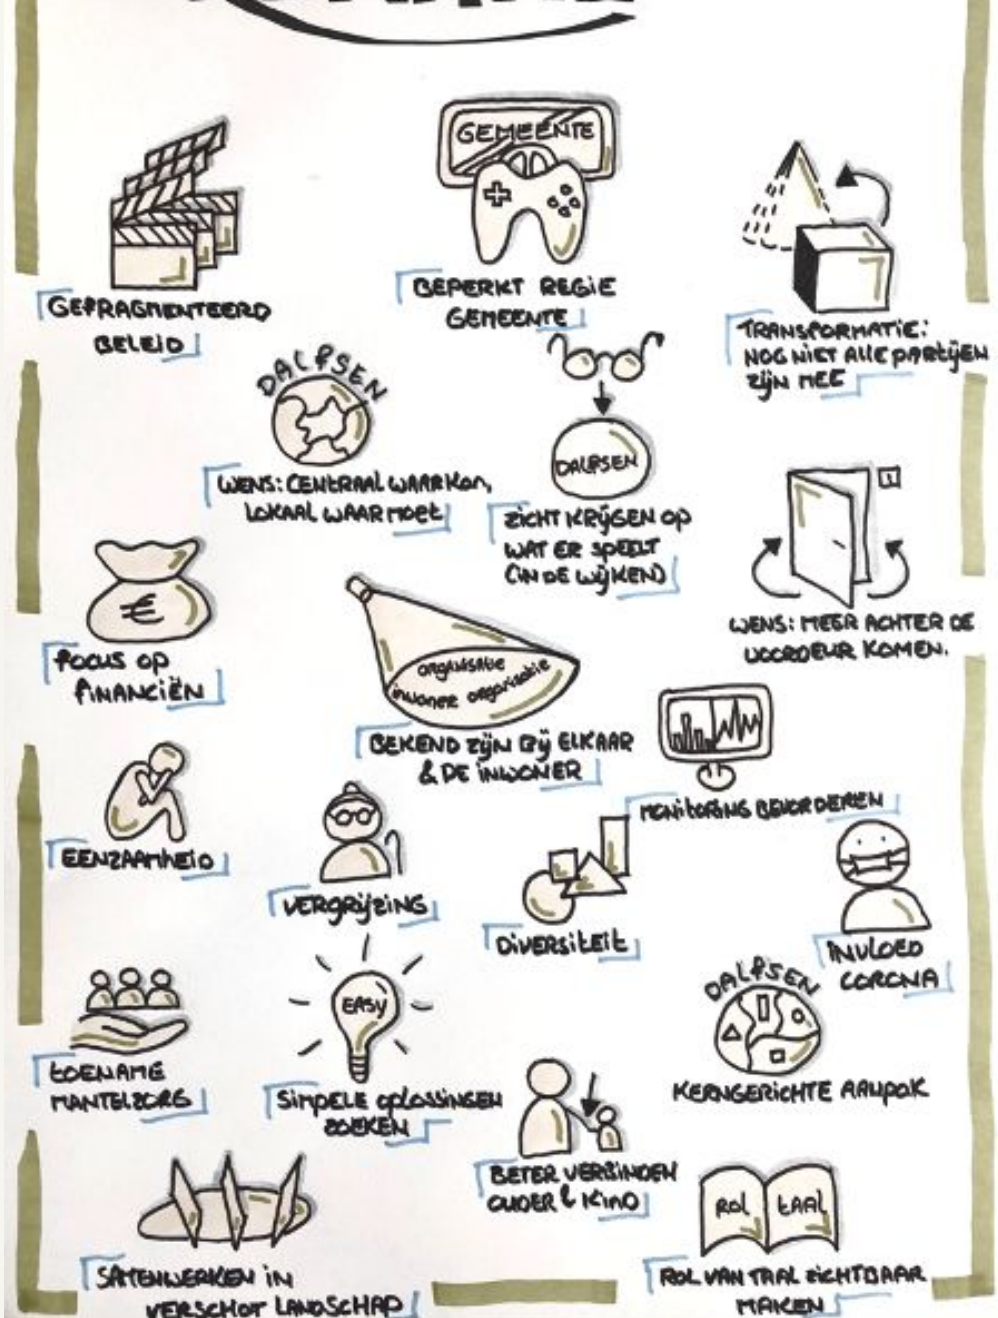 GEMEENTE
GEFRAGMENTEERD
BELEID
BEPERKT REGIE
GEMEENTE
TRANSFORMATIE:
NOG NIET ALLE PARTIJEN
ZIJN MEE
DALFSEN
WENS: CENTRAAL WAAR KAN,
LOKAAL WAAR MOET
DALFSEN
ZICHT KRIJGEN OP
WAT ER SPEELT
(IN DE WIJKEN)
1
WENS: MEER ACHTER DE
VOORDEUR KOMEN.
€
FOCUS OP
FINANCIËN
ORGANISATIE
INWONER ORGANISATIE
BEKEND ZIJN BIJ ELKAAR
& DE INWONER
MONITORING BEVORDEREN
EENZAAMHEID
VERGRIJZING
DIVERSITEIT
INVLOED
CORONA
TOENAME
MANTELZORG
EASY
SIMPELE OPLOSSINGEN
ZOEKEN
DALFSEN
KERNGERICHTE AANPAK
BETER VERBINDEN
OUDER & KIND
SAMENWERKEN IN
VERSCHOT LANDSCHAP
ROL TAAL
ROL VAN TAAL ZICHTBAAR
MAKEN